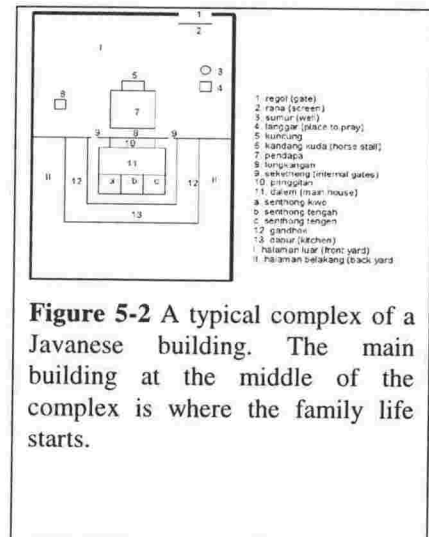 1
2
I
5
3
4
6
7
9 8 9
10
11
II 12 a b c 12 II
13
1 regol (gate)
2 rana (screen)
3. sumur (well)
4. langgar (place to pray)
5 kuncung
6 kandang kuda (horse stall)
7 pendapa
8 longkangan
9. seketheng (internal gates)
10. pringgitan
11. dalem (main house)
a senthong kiwo
b senthong tengah
c senthong tengen
12 gandhok
13 dapur (kitchen)
I halaman luar (front yard)
II halaman belakang (back yard
Figure 5-2 A typical complex of a
Javanese building. The main
building at the middle of the
complex is where the family life
starts.